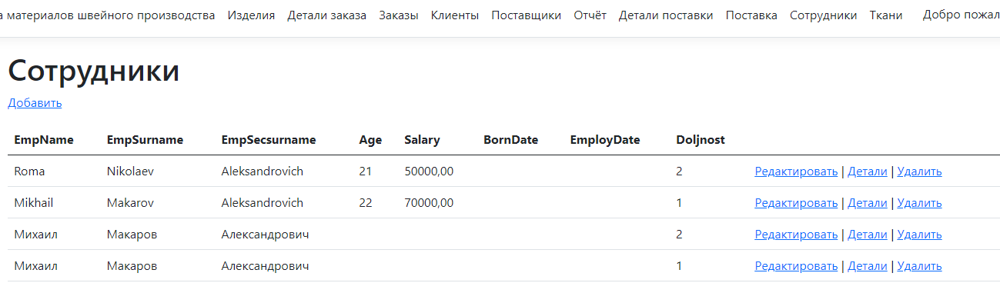 а материалов швейного производства Изделия Детали заказа Заказы Клиенты Поставщики Отчёт Детали поставки Поставка Сотрудники Ткани Добро пожал
Сотрудники
Добавить
EmpName EmpSurname EmpSecsurname Age Salary BornDate EmployDate Doljnost
Roma Nikolaev Aleksandrovich 21 50000,00 2 Редактировать | Детали | Удалить
Mikhail Makarov Aleksandrovich 22 70000,00 1 Редактировать | Детали | Удалить
Михаил Макаров Александрович 2 Редактировать | Детали | Удалить
Михаил Макаров Александрович 1 Редактировать | Детали | Удалить